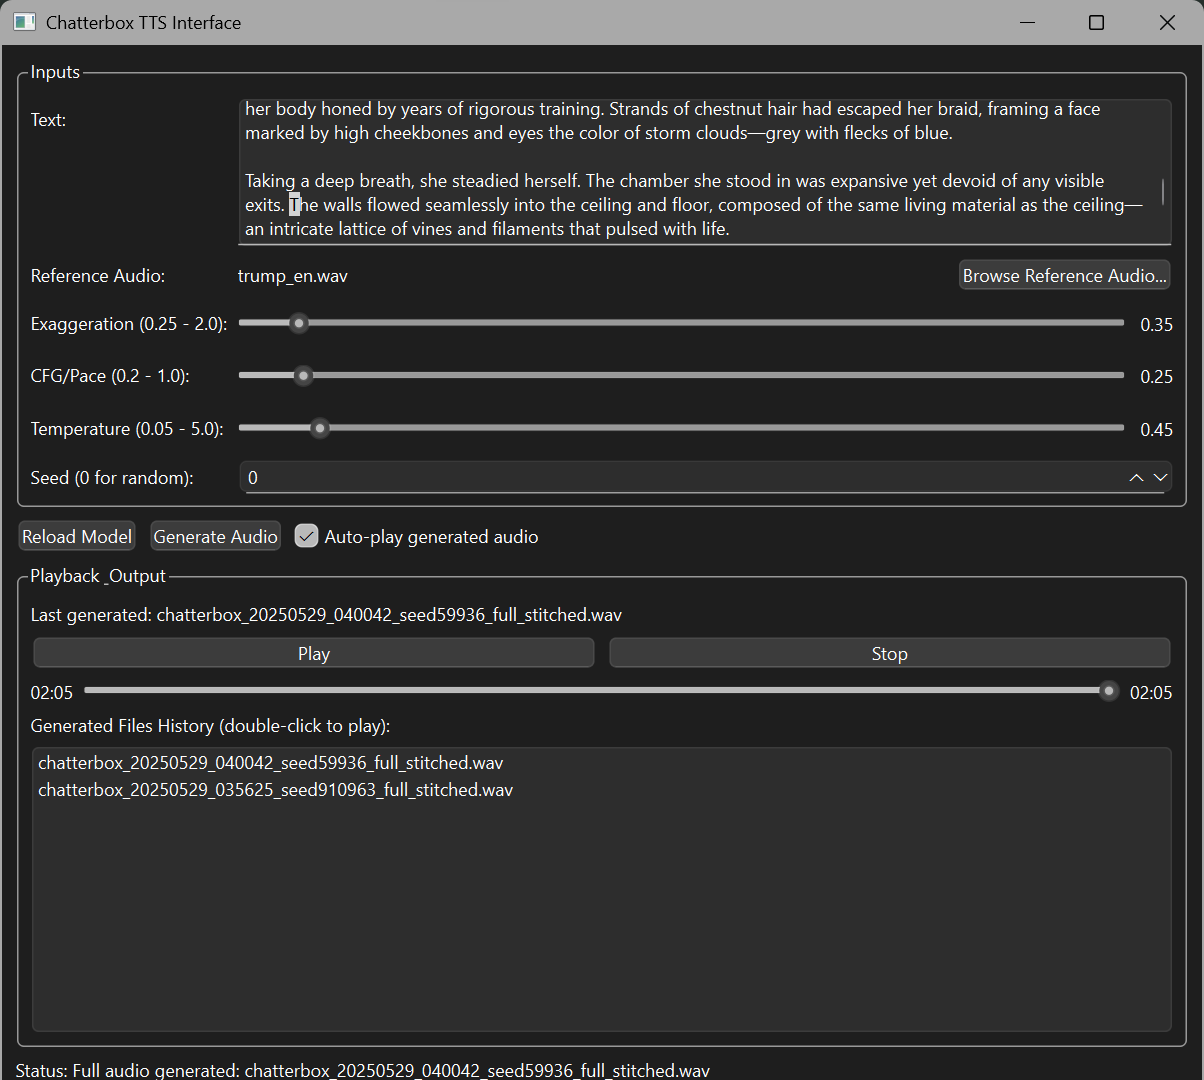 Chatterbox TTS Interface
Inputs
Text:
her body honed by years of rigorous training. Strands of chestnut hair had escaped her braid, framing a face
marked by high cheekbones and eyes the color of storm clouds—grey with flecks of blue.
Taking a deep breath, she steadied herself. The chamber she stood in was expansive yet devoid of any visible
exits. The walls flowed seamlessly into the ceiling and floor, composed of the same living material as the ceiling—
an intricate lattice of vines and filaments that pulsed with life.
Reference Audio: trump_en.wav Browse Reference Audio...
Exaggeration (0.25 - 2.0): 0.35
CFG/Pace (0.2 - 1.0): 0.25
Temperature (0.05 - 5.0): 0.45
Seed (0 for random): 0
Reload Model Generate Audio Auto-play generated audio
Playback _Output
Last generated: chatterbox_20250529_040042_seed59936_full_stitched.wav
Play Stop
02:05 02:05
Generated Files History (double-click to play):
chatterbox_20250529_040042_seed59936_full_stitched.wav
chatterbox_20250529_035625_seed910963_full_stitched.wav
Status: Full audio generated: chatterbox_20250529_040042_seed59936_full_stitched.wav